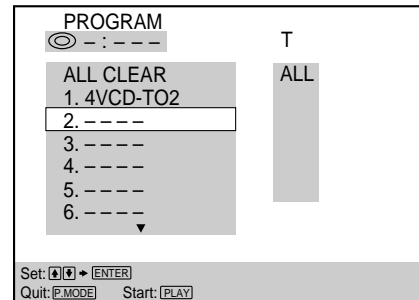 PROGRAM
– : – – –
T
ALL CLEAR
ALL
1. 4VCD-TO2
2. – – – –
3. – – – –
4. – – – –
5. – – – –
6. – – – –
Set: ENTER
Quit: P.MODE Start: PLAY